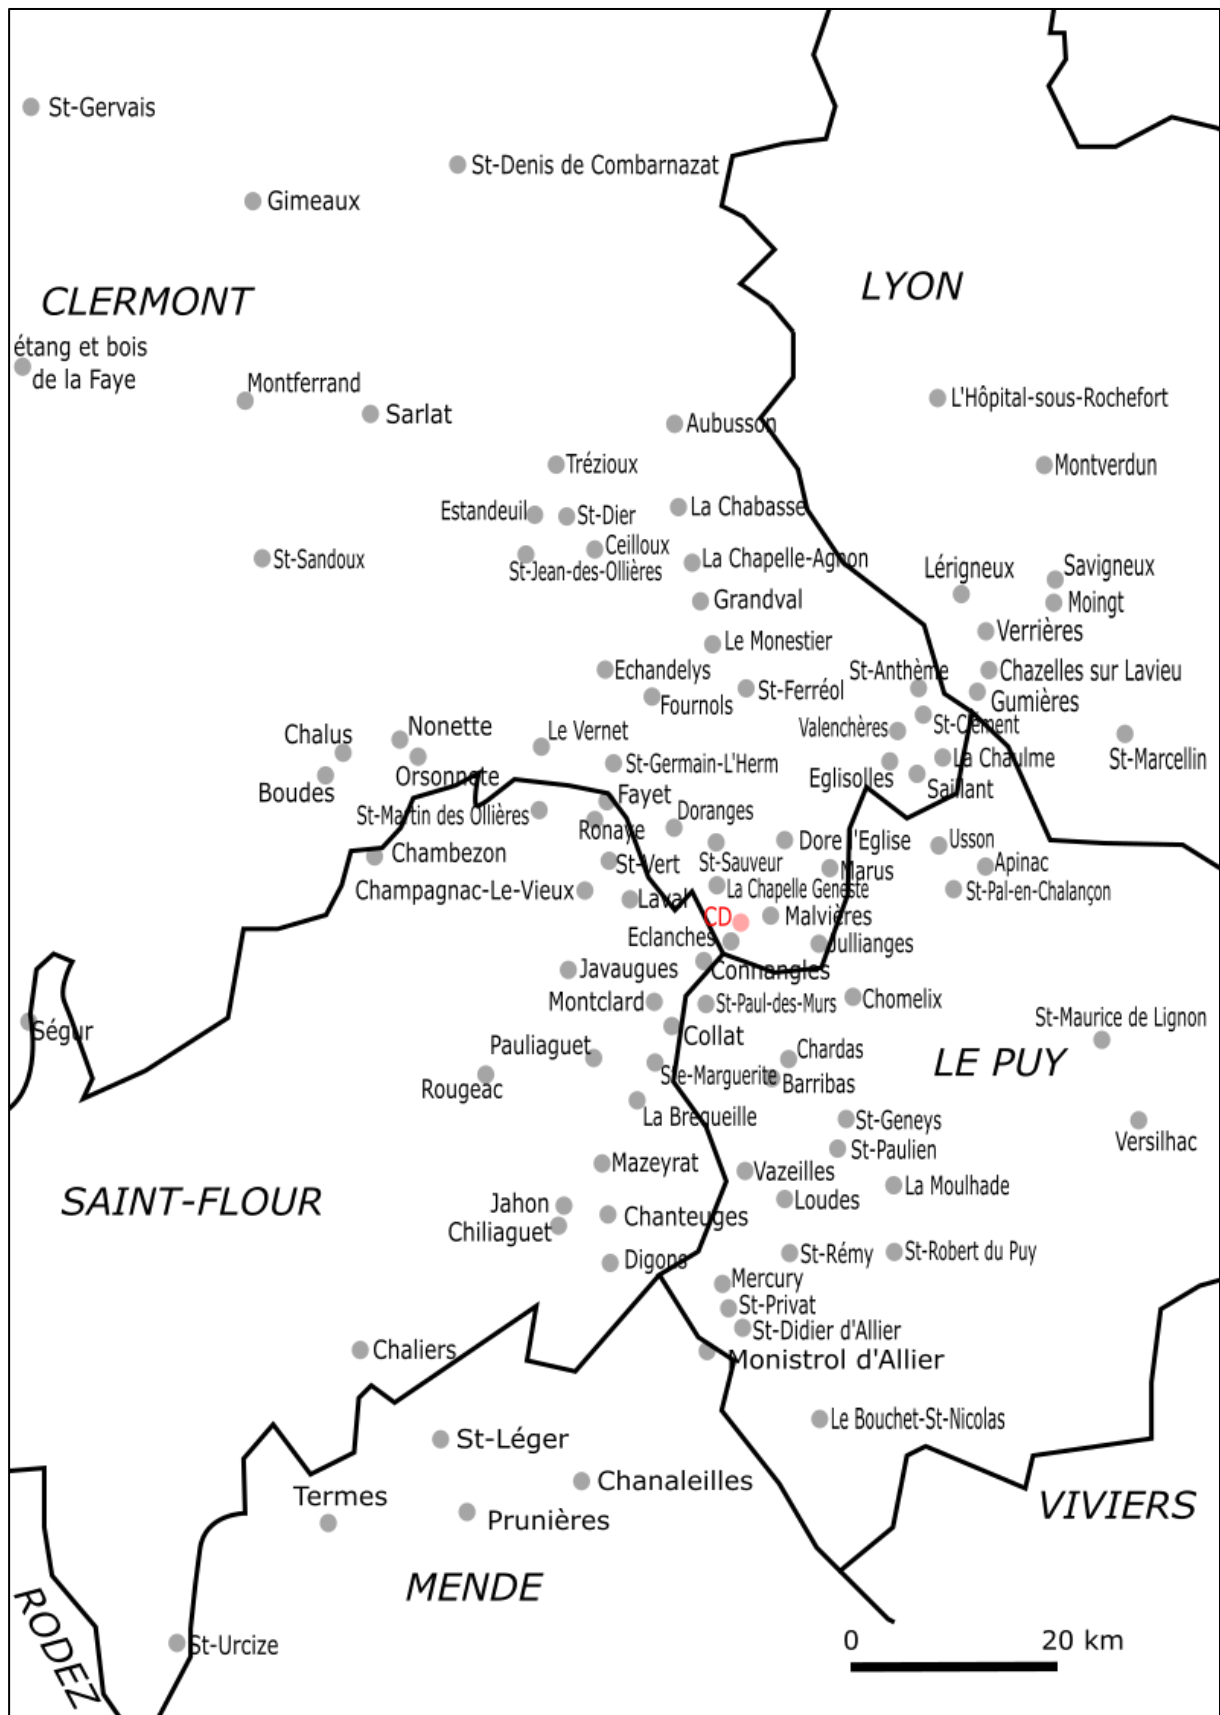 St-Gervais
St-Denis de Combarnazat
Gimeaux
LYON
CLERMONT
étang et bois
de la Faye
Montferrand
Sarlat
L'Hôpital-sous-Rochefort
Aubusson
Trézioux
Montverdun
La Chabasse
Estandeuil
St-Dier
Ceilloux
St-Jean-des-Ollières
St-Sandoux
La Chapelle-Agnon
Lérigneux
Savigneux
Moingt
Grandval
Verrières
Le Monestier
Echandelys
St-Anthème
Chazelles sur Lavieu
St-Ferréol
Fournols
Gumières
Nonette
Chalus
Le Vernet
Valenchères
St-Clément
St-Marcellin
St-Germain-L'Herm
La Chaulme
Orsonnete
Eglisolles
Boudes
Saillant
Fayet
St-Martin des Ollières
Doranges
Ronaye
Dore l'Eglise
Usson
Chambezon
St-Vert
St-Sauveur
Marus
Apinac
Champagnac-Le-Vieux
La Chapelle Geneste
St-Pal-en-Chalançon
Laval
CD
Malvières
Eclanches
Jullianges
Javaugues
Connangles
Montclard
St-Paul-des-Murs
Chomelix
St-Maurice de Lignon
Ségur
Collat
Pauliaguet
Chardas
LE PUY
Ste-Marguerite
Barribas
Rougeac
La Brequeille
St-Geneys
Versilhac
St-Paulien
Mazeyrat
Vazeilles
La Moulhade
SAINT-FLOUR
Jahon
Loudes
Chanteuges
Chiliaguet
St-Rémy
St-Robert du Puy
Digons
Mercury
St-Privat
St-Didier d'Allier
Chaliers
Monistrol d'Allier
Le Bouchet-St-Nicolas
St-Léger
Chanaleilles
Termes
VIVIERS
Prunières
MENDE
RODEZ
St-Urcize
0 20 km